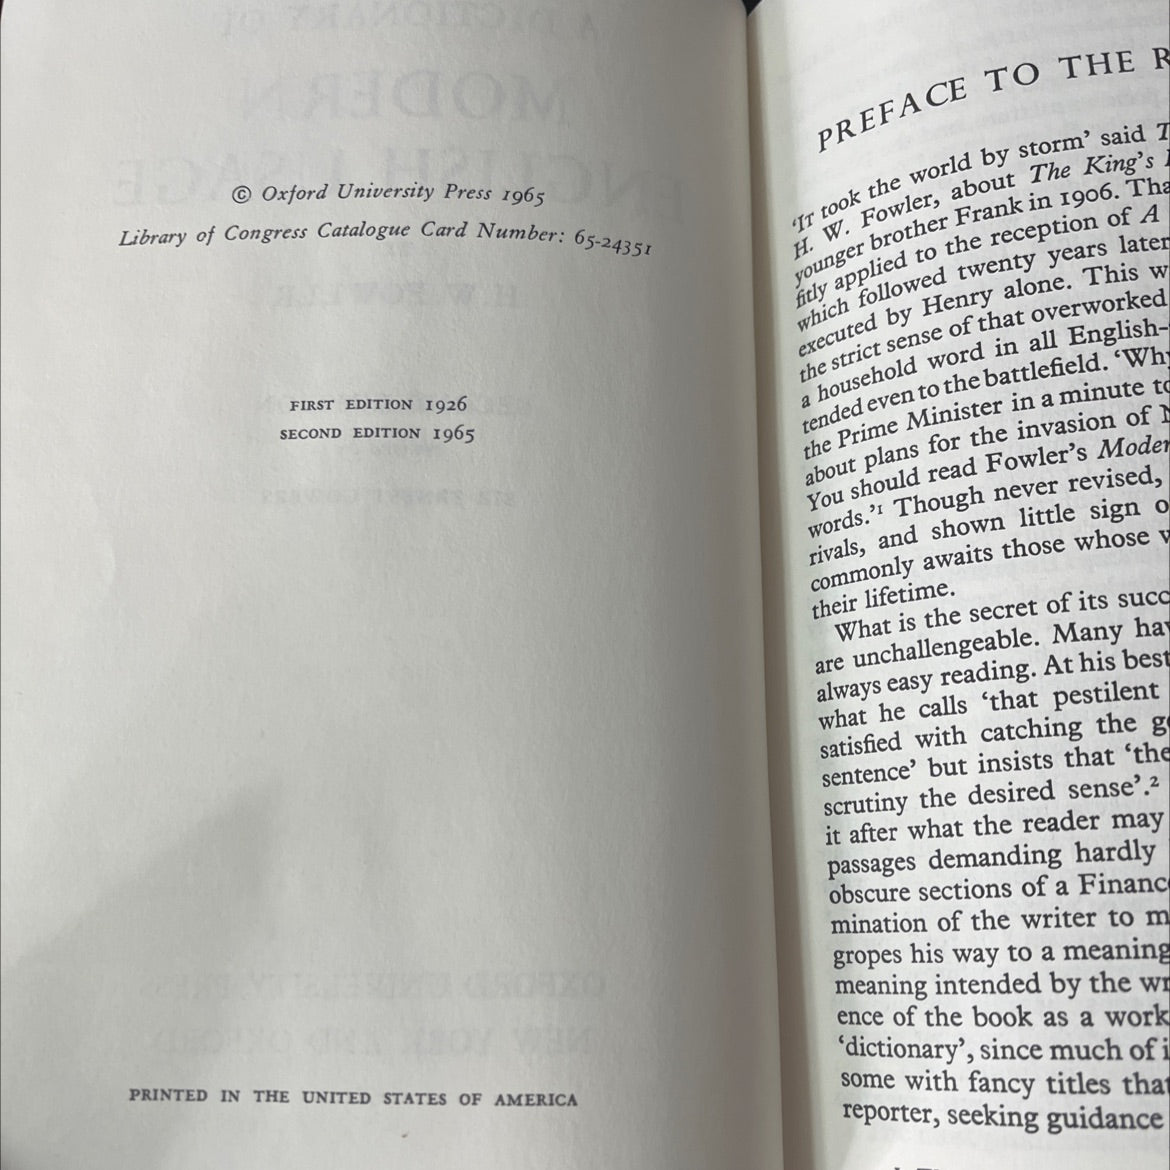 © Oxford University Press 1965
Library of Congress Catalogue Card Number: 65-24351
FIRST EDITION 1926
SECOND EDITION 1965
PRINTED IN THE UNITED STATES OF AMERICA
PREFACE TO THE R
‘IT took the world by storm’ said T
H. W. Fowler, about The King’s
younger brother Frank in 1906. Tha
fitly applied to the reception of A
which followed twenty years later
executed by Henry alone. This w
the strict sense of that overworked
a household word in all English-
tended even to the battlefield. ‘Why
the Prime Minister in a minute to
about plans for the invasion of N
You should read Fowler’s Moder
words.’¹ Though never revised,
rivals, and shown little sign o
commonly awaits those whose w
their lifetime.
What is the secret of its succ
are unchallengeable. Many hav
always easy reading. At his best
what he calls ‘that pestilent
satisfied with catching the g
sentence’ but insists that ‘the
scrutiny the desired sense’.²
it after what the reader may
passages demanding hardly
obscure sections of a Financ
mination of the writer to m
gropes his way to a meaning
meaning intended by the wr
ence of the book as a work
‘dictionary’, since much of i
some with fancy titles that
reporter, seeking guidance